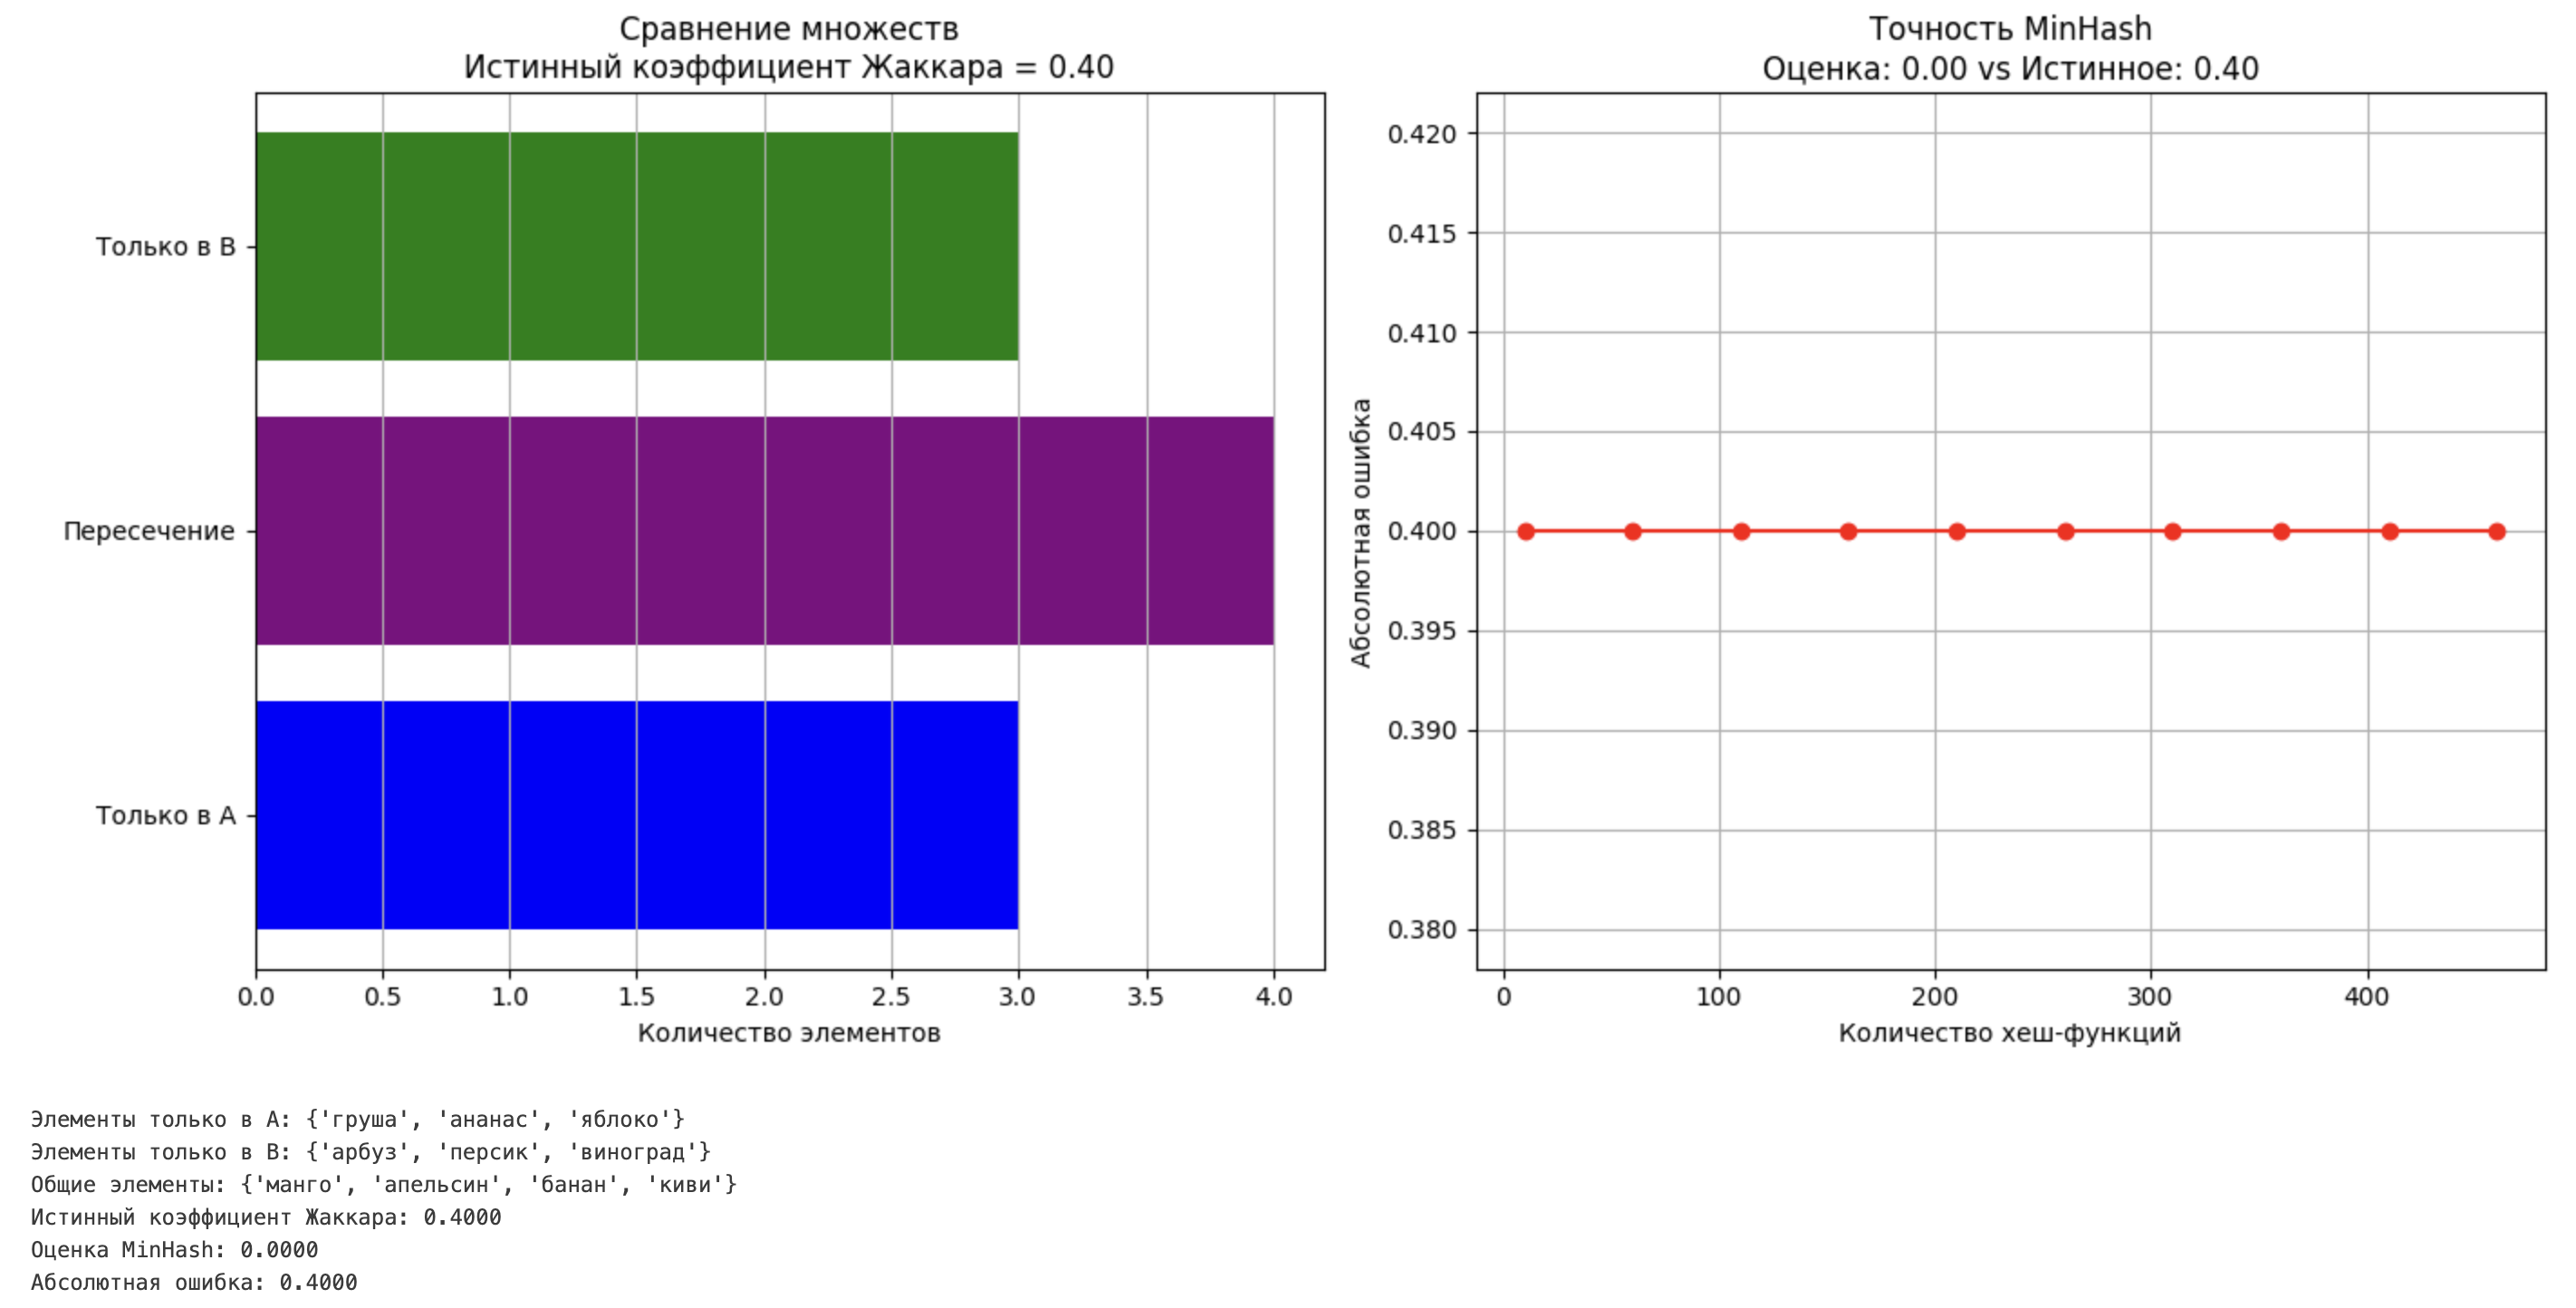 Сравнение множеств
Истинный коэффициент Жаккара = 0.40
Только в B
Пересечение
Только в A
0.0 0.5 1.0 1.5 2.0 2.5 3.0 3.5 4.0
Количество элементов
Точность MinHash
Оценка: 0.00 vs Истинное: 0.40
Абсолютная ошибка
0.420
0.415
0.410
0.405
0.400
0.395
0.390
0.385
0.380
0 100 200 300 400
Количество хеш-функций
Элементы только в A: {'груша', 'ананас', 'яблоко'}
Элементы только в B: {'арбуз', 'персик', 'виноград'}
Общие элементы: {'манго', 'апельсин', 'банан', 'киви'}
Истинный коэффициент Жаккара: 0.4000
Оценка MinHash: 0.0000
Абсолютная ошибка: 0.4000